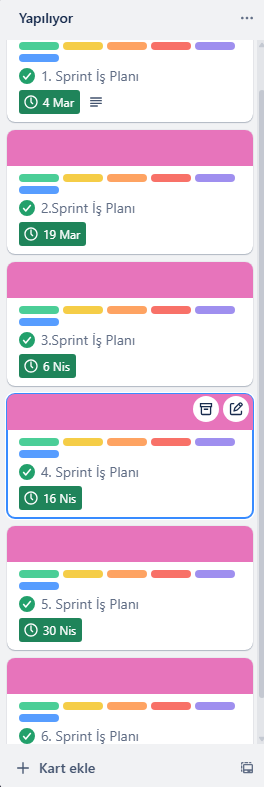 Yapılıyor
1. Sprint İş Planı
4 Mar
2.Sprint İş Planı
19 Mar
3.Sprint İş Planı
6 Nis
4. Sprint İş Planı
16 Nis
5. Sprint İş Planı
30 Nis
6. Sprint İş Planı
Kart ekle